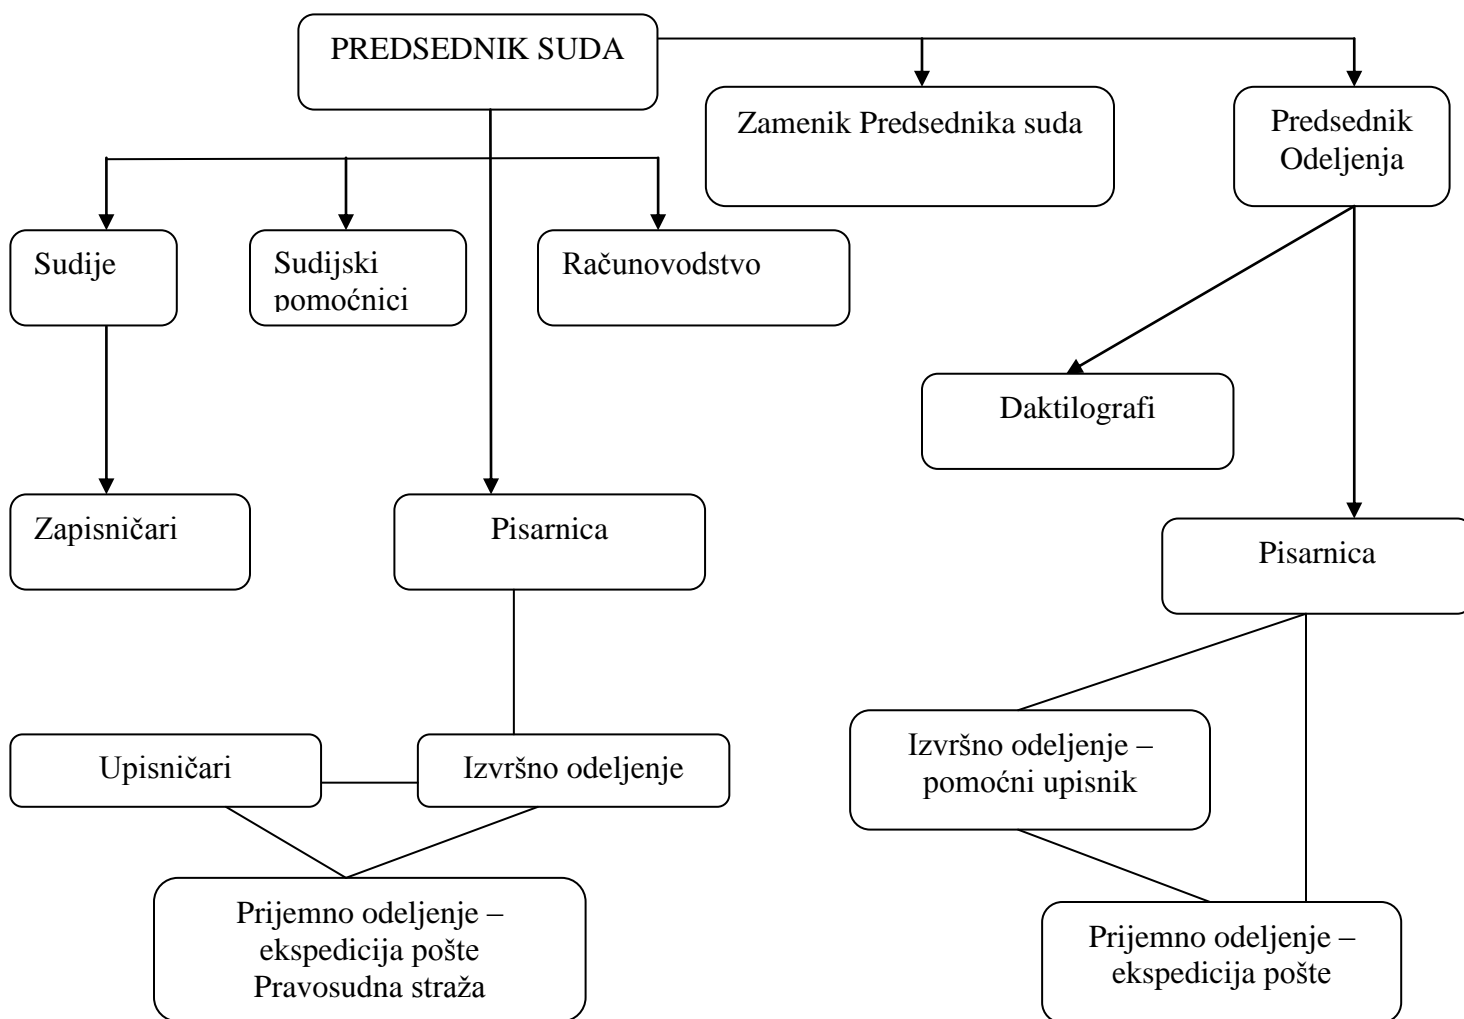 PREDSEDNIK SUDA
Zamenik Predsednika suda
Predsednik
Odeljenja
Sudije
Sudijski
pomoćnici
Računovodstvo
Daktilografi
Zapisničari
Pisarnica
Pisarnica
Upisničari
Izvršno odeljenje
Izvršno odeljenje –
pomoćni upisnik
Prijemno odeljenje –
ekspedicija pošte
Pravosudna straža
Prijemno odeljenje –
ekspedicija pošte